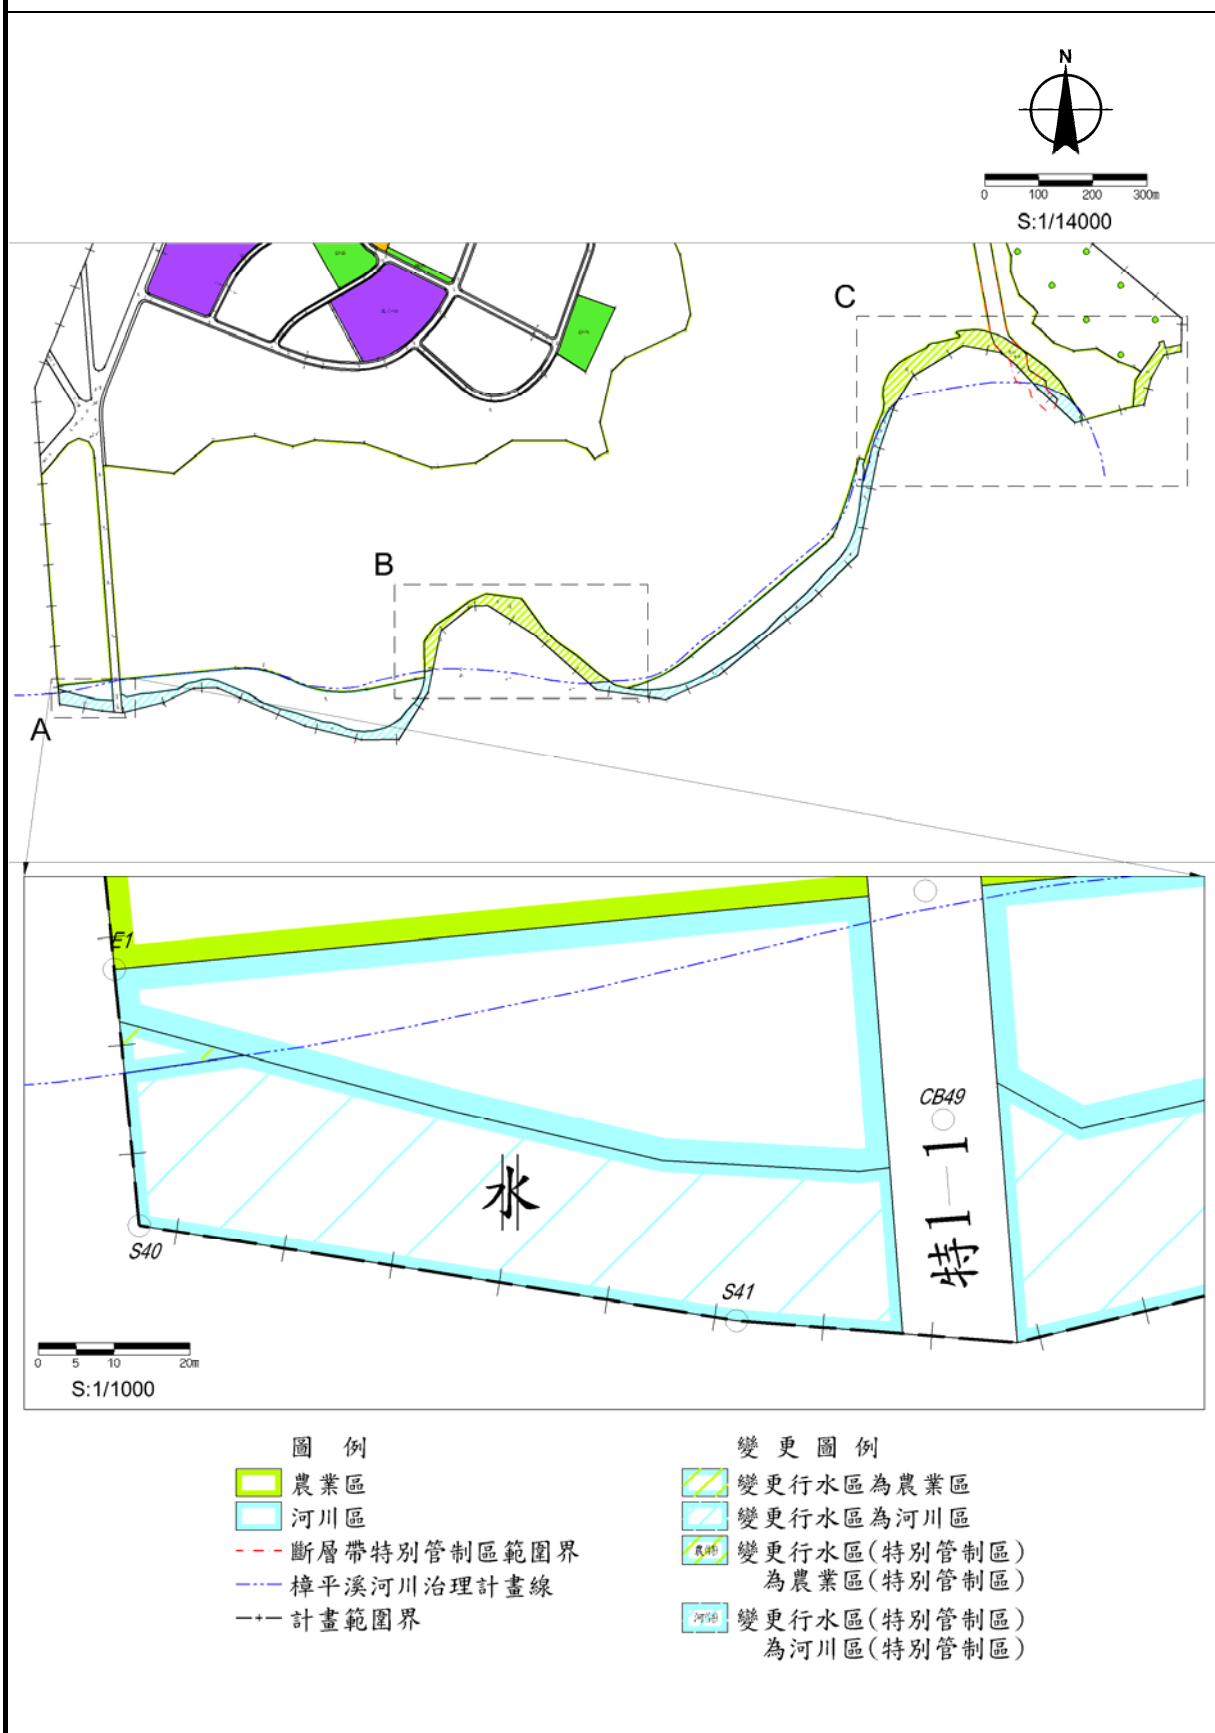 N
0 100 200 300m
S:1/14000
C
B
A
E1
CB49
水
特1-1
S40
S41
0 5 10 20m
S:1/1000
圖例
農業區
河川區
斷層帶特別管制區範圍界
樟平溪河川治理計畫線
計畫範圍界
變更圖例
變更行水區為農業區
變更行水區為河川區
變更行水區(特別管制區)
為農業區(特別管制區)
變更行水區(特別管制區)
為河川區(特別管制區)